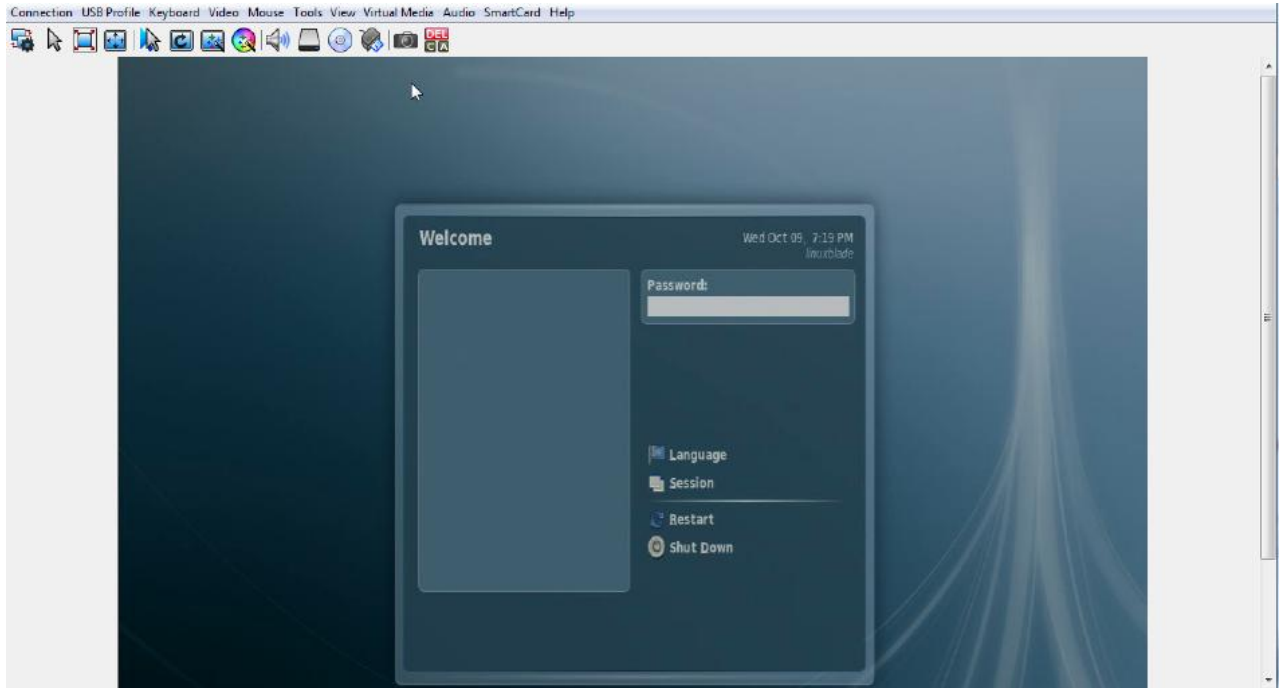 Connection USB Profile Keyboard Video Mouse Tools View Virtual Media Audio SmartCard Help
DEL
C A
Welcome
Wed Oct 09, 7:19 PM
linuxblade
Password:
Language
Session
Restart
Shut Down